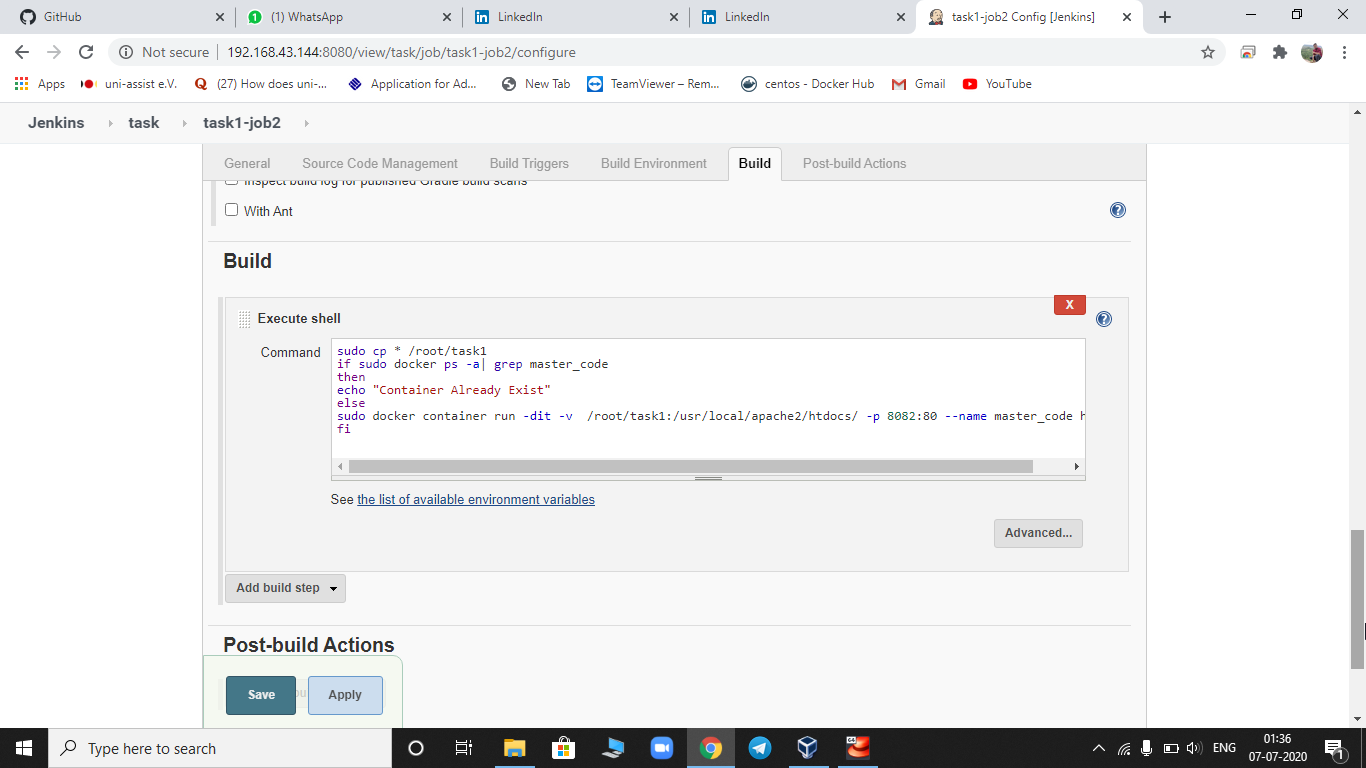 GitHub
(1) WhatsApp
LinkedIn
LinkedIn
task1-job2 Config [Jenkins]
Not secure
192.168.43.144:8080/view/task/job/task1-job2/configure
Apps
uni-assist e.V.
(27) How does uni-...
Application for Ad...
New Tab
TeamViewer – Rem...
centos - Docker Hub
Gmail
YouTube
Jenkins
task
task1-job2
General
Source Code Management
Build Triggers
Build Environment
Build
Post-build Actions
Inspect build log for published Gradle build scans
With Ant
Build
X
Execute shell
Command
sudo cp * /root/task1
if sudo docker ps -a| grep master_code
then
echo "Container Already Exist"
else
sudo docker container run -dit -v  /root/task1:/usr/local/apache2/htdocs/ -p 8082:80 --name master_code h
fi
See the list of available environment variables
Advanced...
Add build step
Post-build Actions
Save
Apply
Type here to search
64
ENG
01:36
07-07-2020
1